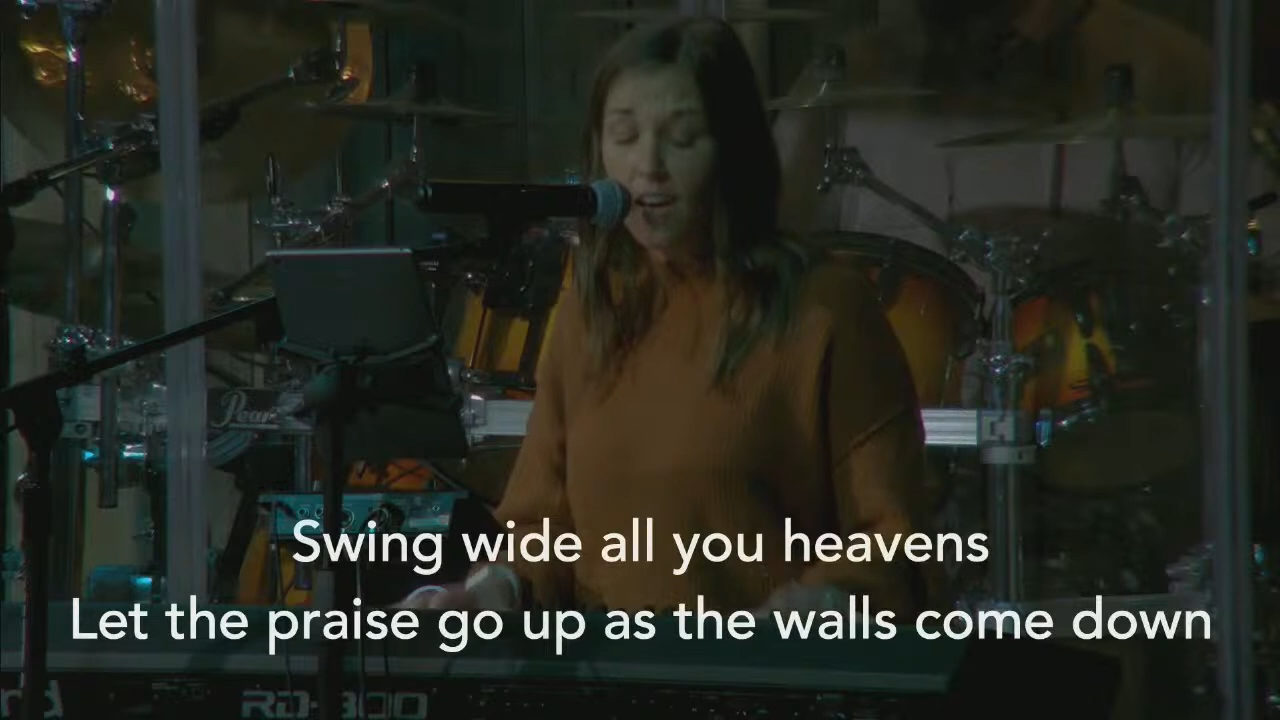 Pearl
Swing wide all you heavens
Let the praise go up as the walls come down
RD-300